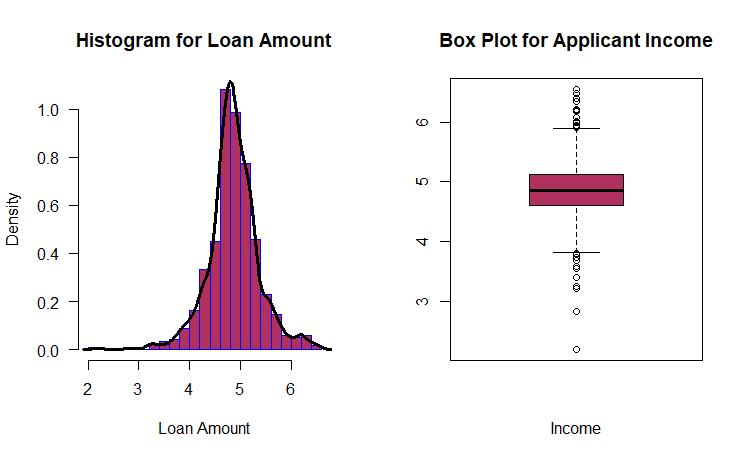 Histogram for Loan Amount
Density
1.0
0.8
0.6
0.4
0.2
0.0
2 3 4 5 6
Loan Amount
Box Plot for Applicant Income
6
5
4
3
Income